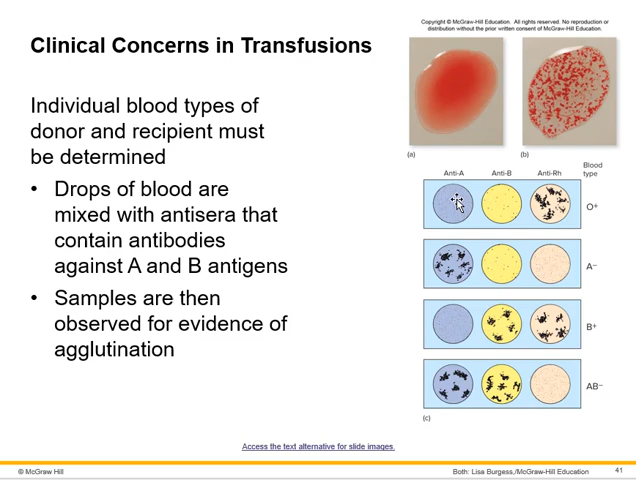 Copyright © McGraw-Hill Education. All rights reserved. No reproduction or
distribution without the prior written consent of McGraw-Hill Education.
Clinical Concerns in Transfusions
Individual blood types of
donor and recipient must
be determined
• Drops of blood are
mixed with antisera that
contain antibodies
against A and B antigens
• Samples are then
observed for evidence of
agglutination
(a)
(b)
Anti-A
Anti-B
Anti-Rh
Blood
type
O+
A−
B+
AB−
(c)
Access the text alternative for slide images.
© McGraw Hill
Both: Lisa Burgess,/McGraw-Hill Education
41